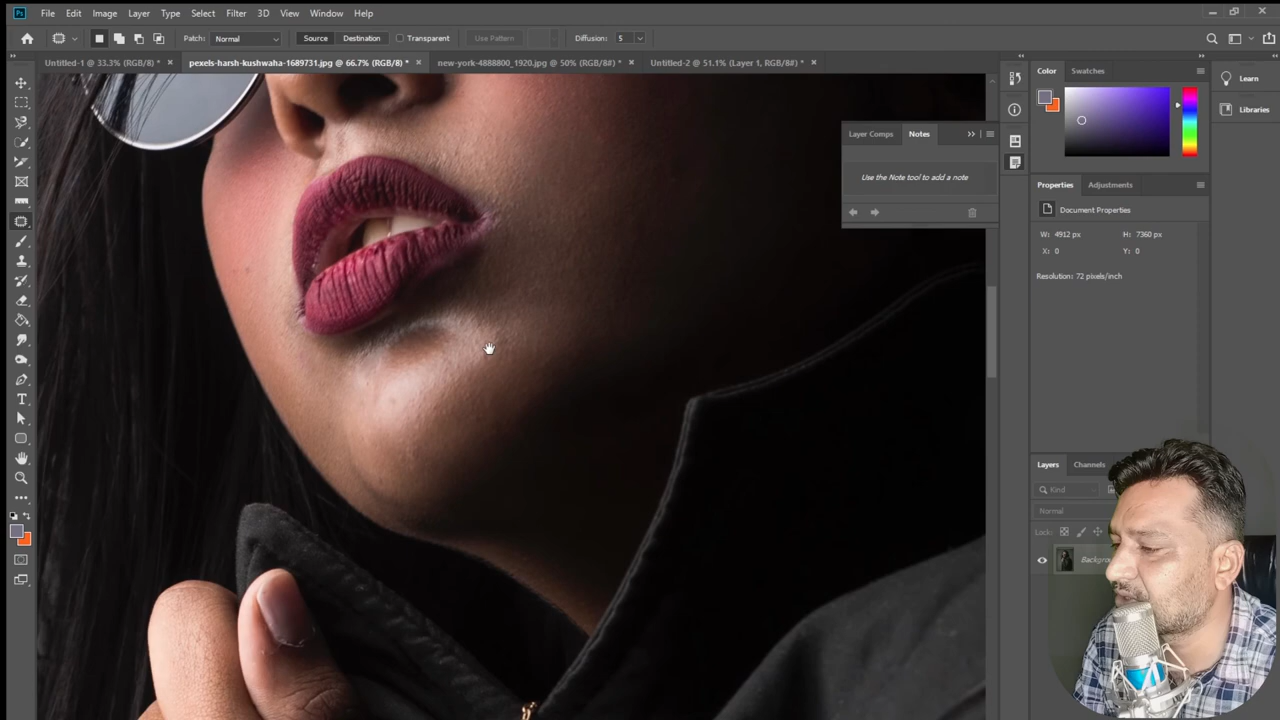 Ps File Edit Image Layer Type Select Filter 3D View Window Help
Patch: Normal Source Destination Transparent Use Pattern Diffusion: 5
Untitled-1 @ 33.3% (RGB/8) * × pexels-harsh-kushwaha-1689731.jpg @ 66.7% (RGB/8) * × new-york-4888800_1920.jpg @ 50% (RGB/8#) * × Untitled-2 @ 51.1% (Layer 1, RGB/8#) * ×
Color Swatches
Learn
Libraries
Layer Comps Notes
Use the Note tool to add a note
Properties Adjustments
Document Properties
W: 4912 px H: 7360 px
X: 0 Y: 0
Resolution: 72 pixels/inch
Layers Channels
Kind
Normal
Lock: